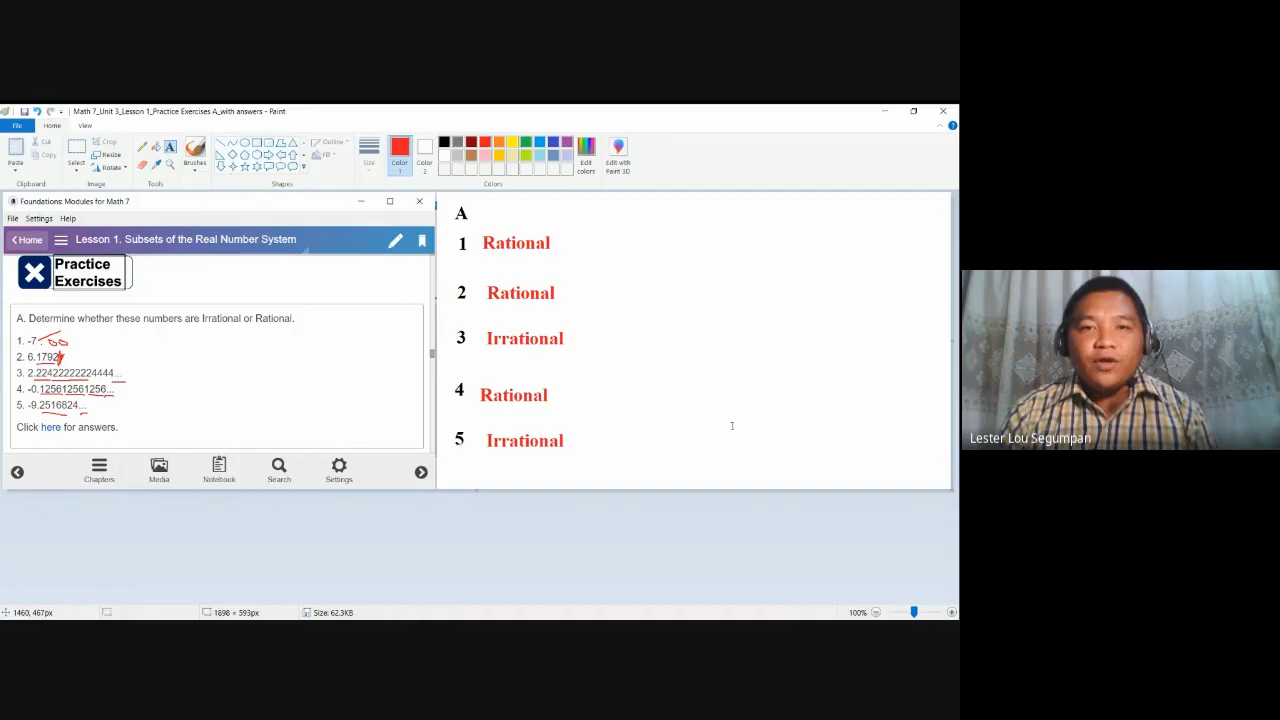 Math 7_Unit 3_Lesson 1_Practice Exercises A_with answers - Paint
File Home View
Cut
Copy
Paste
Clipboard
Select
Crop
Resize
Rotate
Image
Tools
Brushes
Shapes
Outline
Fill
Size
Color 1
Color 2
Colors
Edit colors
Edit with Paint 3D
Foundations: Modules for Math 7
File Settings Help
Home
Lesson 1. Subsets of the Real Number System
Practice
Exercises
A. Determine whether these numbers are Irrational or Rational.
1. -7
2. 6.1792
3. 2.22422222224444...
4. -0.125612561256...
5. -9.2516824...
Click here for answers.
Chapters Media Notebook Search Settings
A
1 Rational
2 Rational
3 Irrational
4 Rational
5 Irrational
Lester Lou Segumpan
1460, 467px
1898 × 593px
Size: 62.3KB
100%